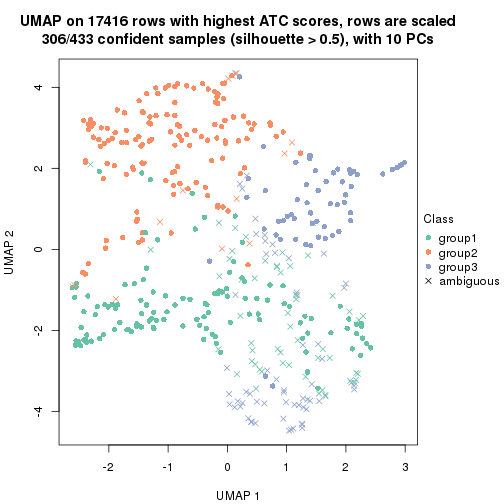 UMAP on 17416 rows with highest ATC scores, rows are scaled
306/433 confident samples (silhouette > 0.5), with 10 PCs
4
2
0
-2
-4
UMAP 2
-2
-1
0
1
2
3
UMAP 1
Class
group1
group2
group3
ambiguous